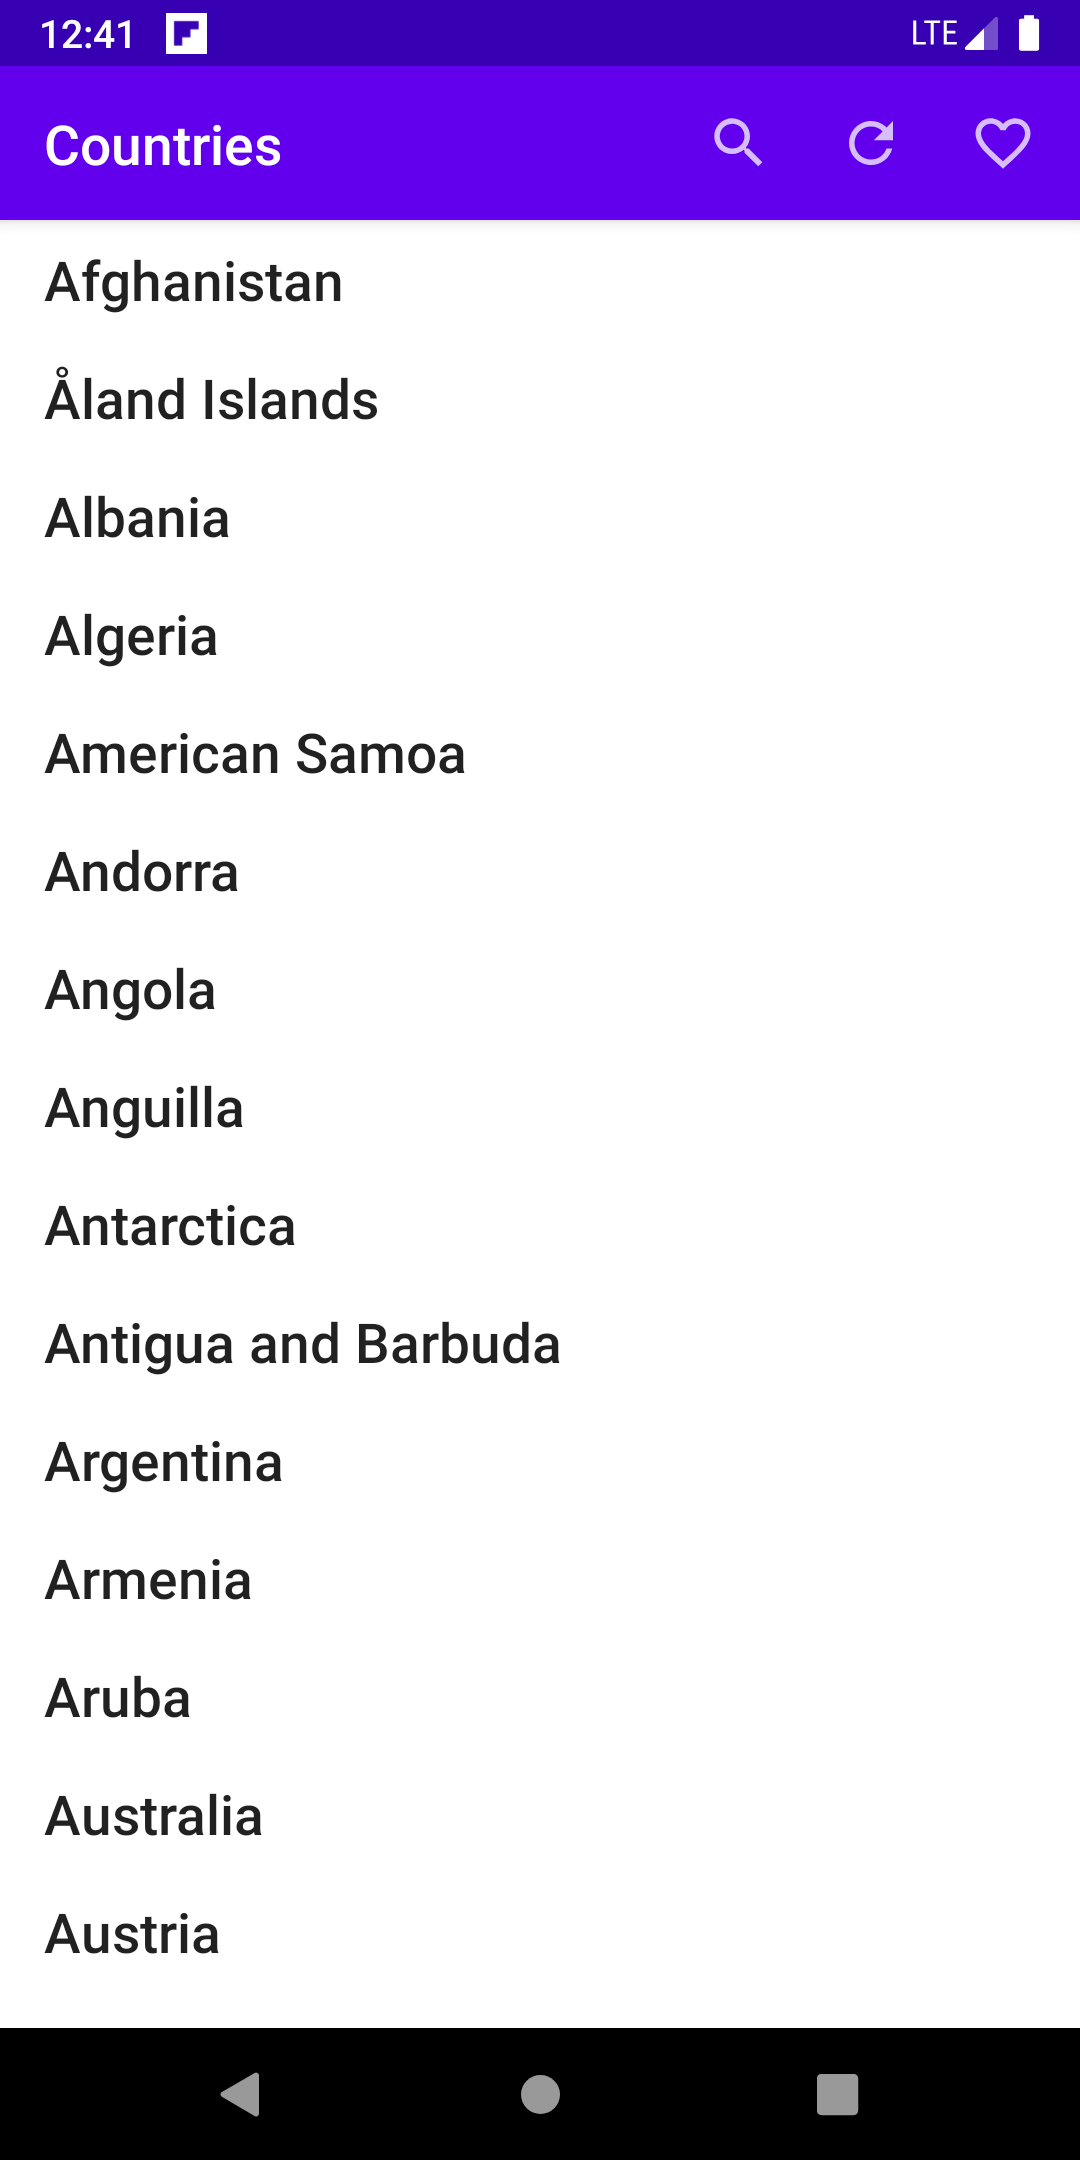 12:41
LTE
Countries
Afghanistan
Åland Islands
Albania
Algeria
American Samoa
Andorra
Angola
Anguilla
Antarctica
Antigua and Barbuda
Argentina
Armenia
Aruba
Australia
Austria